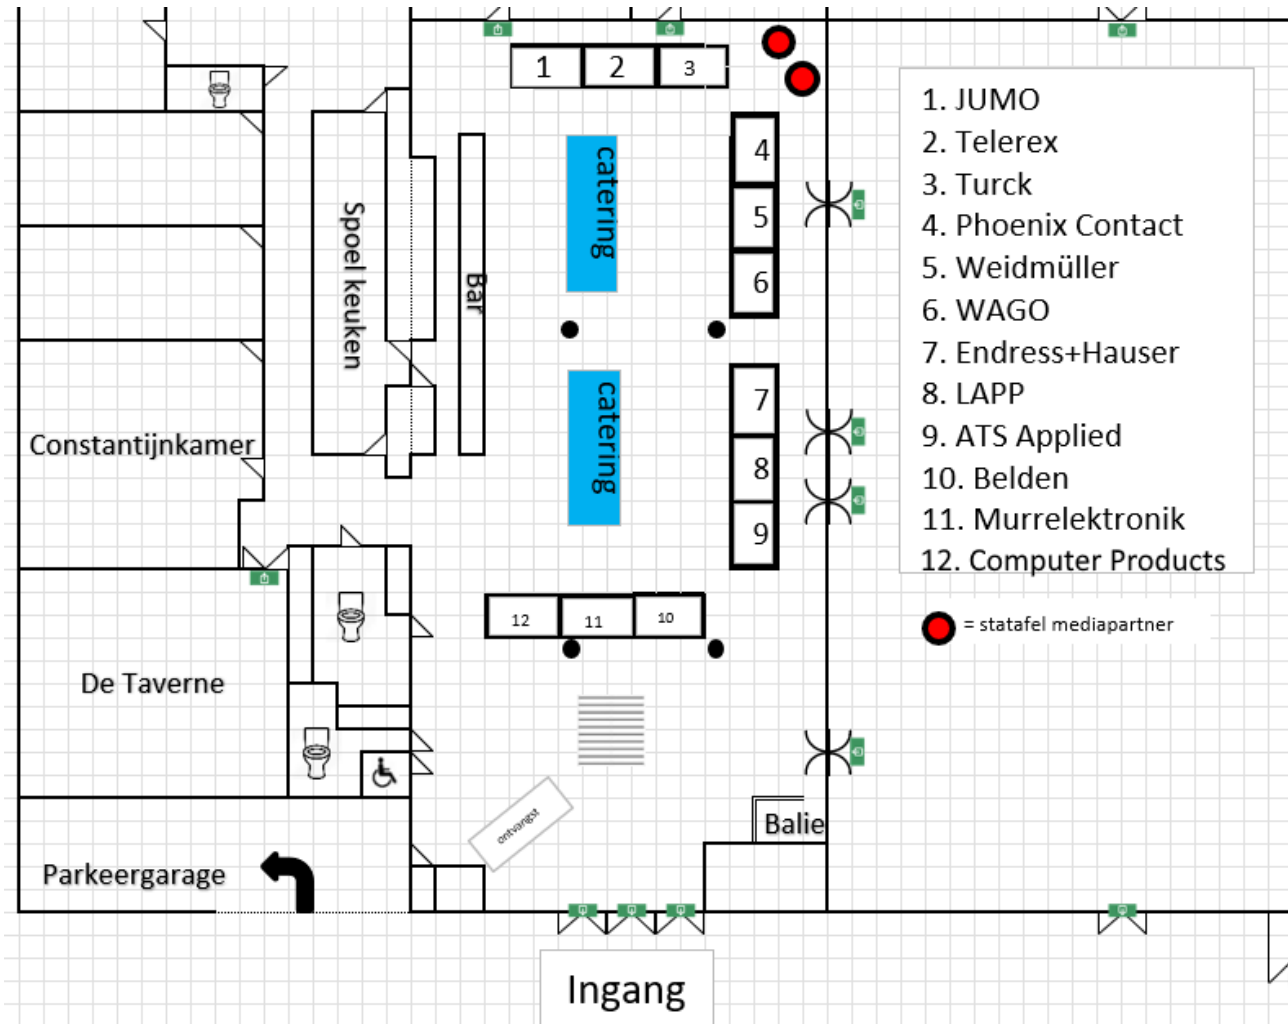 1
2
3
4
5
6
7
8
9
12
11
10
catering
catering
Spoel keuken
Bar
Constantijnkamer
De Taverne
Parkeergarage
ontvangst
Balie
Ingang
1. JUMO
2. Telerex
3. Turck
4. Phoenix Contact
5. Weidmüller
6. WAGO
7. Endress+Hauser
8. LAPP
9. ATS Applied
10. Belden
11. Murrelektronik
12. Computer Products
= statafel mediapartner